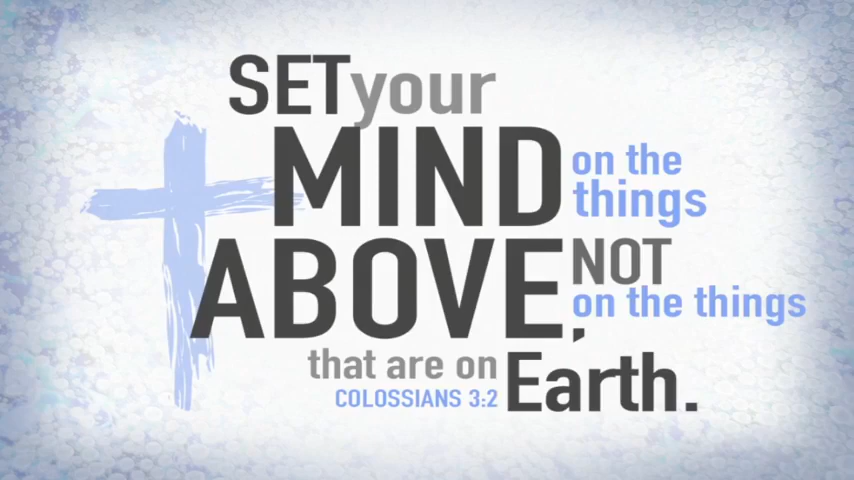 SET your
MIND on the
things
ABOVE, NOT
on the things
that are on Earth.
COLOSSIANS 3:2